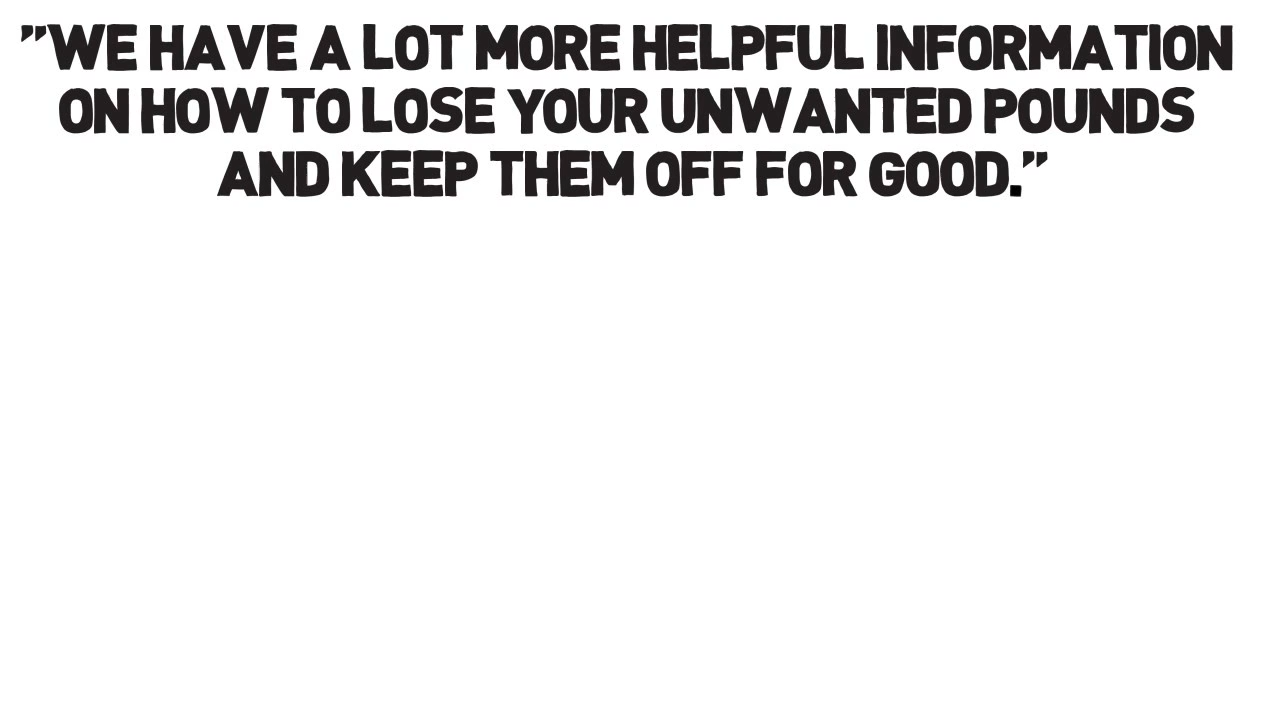 ”WE HAVE A LOT MORE HELPFUL INFORMATION
ON HOW TO LOSE YOUR UNWANTED POUNDS
AND KEEP THEM OFF FOR GOOD.”